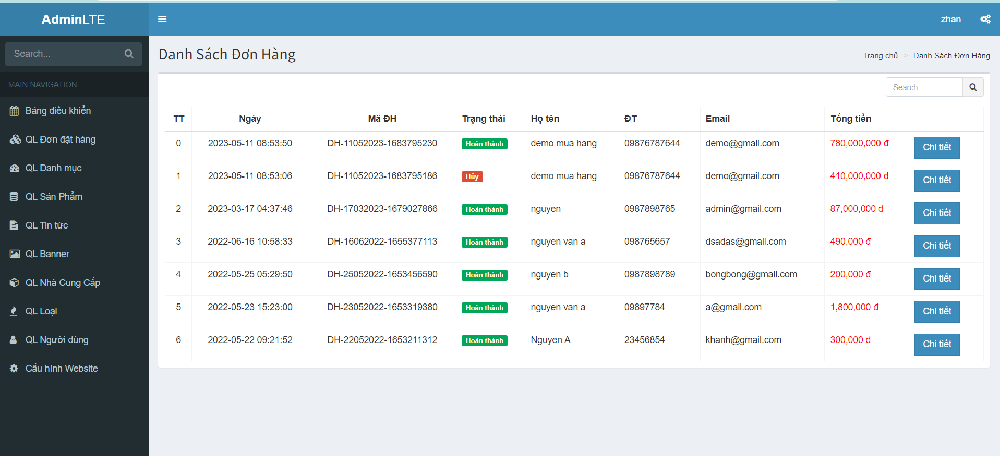 AdminLTE
zhan
Search...
MAIN NAVIGATION
Bảng điều khiển
QL Đơn đặt hàng
QL Danh mục
QL Sản Phẩm
QL Tin tức
QL Banner
QL Nhà Cung Cấp
QL Loại
QL Người dùng
Cấu hình Website
Danh Sách Đơn Hàng
Trang chủ > Danh Sách Đơn Hàng
Search
TT Ngày Mã ĐH Trạng thái Họ tên ĐT Email Tổng tiền
0 2023-05-11 08:53:50 DH-11052023-1683795230 Hoàn thành demo mua hang 09876787644 demo@gmail.com 780,000,000 đ Chi tiết
1 2023-05-11 08:53:06 DH-11052023-1683795186 Hủy demo mua hang 09876787644 demo@gmail.com 410,000,000 đ Chi tiết
2 2023-03-17 04:37:46 DH-17032023-1679027866 Hoàn thành nguyen 0987898765 admin@gmail.com 87,000,000 đ Chi tiết
3 2022-06-16 10:58:33 DH-16062022-1655377113 Hoàn thành nguyen van a 098765657 dsadas@gmail.com 490,000 đ Chi tiết
4 2022-05-25 05:29:50 DH-25052022-1653456590 Hoàn thành nguyen b 0987898789 bongbong@gmail.com 200,000 đ Chi tiết
5 2022-05-23 15:23:00 DH-23052022-1653319380 Hoàn thành nguyen van a 09897784 a@gmail.com 1,800,000 đ Chi tiết
6 2022-05-22 09:21:52 DH-22052022-1653211312 Hoàn thành Nguyen A 23456854 khanh@gmail.com 300,000 đ Chi tiết